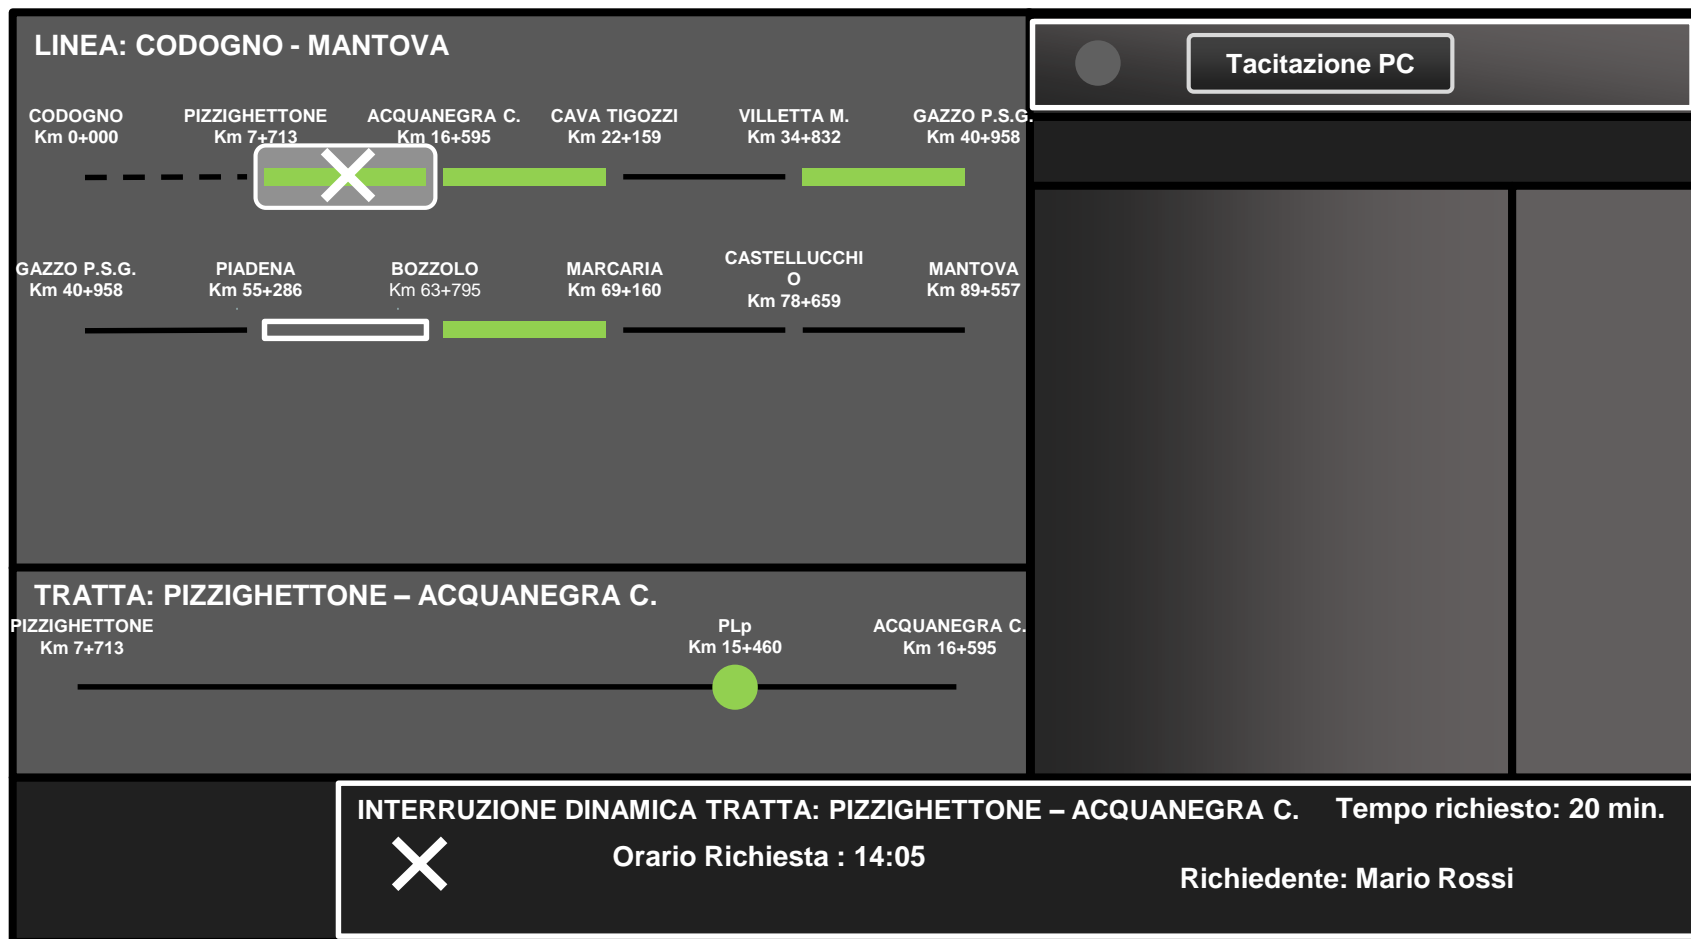 LINEA: CODOGNO - MANTOVA
Tacitazione PC
CODOGNO
Km 0+000
PIZZIGHETTONE
Km 7+713
ACQUANEGRA C.
Km 16+595
CAVA TIGOZZI
Km 22+159
VILLETTA M.
Km 34+832
GAZZO P.S.G.
Km 40+958
GAZZO P.S.G.
Km 40+958
PIADENA
Km 55+286
BOZZOLO
Km 63+795
MARCARIA
Km 69+160
CASTELLUCCHI
O
Km 78+659
MANTOVA
Km 89+557
TRATTA: PIZZIGHETTONE – ACQUANEGRA C.
PIZZIGHETTONE
Km 7+713
PLp
Km 15+460
ACQUANEGRA C.
Km 16+595
INTERRUZIONE DINAMICA TRATTA: PIZZIGHETTONE – ACQUANEGRA C. Tempo richiesto: 20 min.
Orario Richiesta : 14:05
Richiedente: Mario Rossi